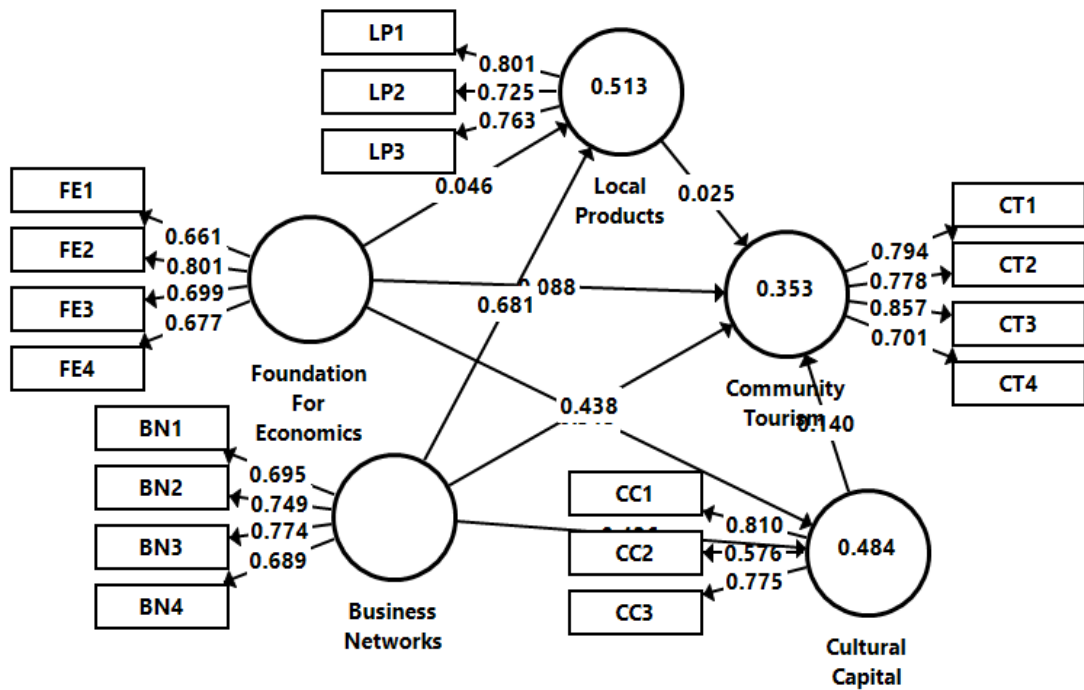 LP1
LP2
LP3
0.801
0.725
0.763
0.513
Local
Products
0.046
0.025
FE1
FE2
FE3
FE4
0.661
0.801
0.699
0.677
Foundation
For
Economics
0.681
0.088
0.353
Community
Tourism
0.794
0.778
0.857
0.701
CT1
CT2
CT3
CT4
0.438
0.140
BN1
BN2
BN3
BN4
0.695
0.749
0.774
0.689
Business
Networks
CC1
CC2
CC3
0.810
0.576
0.775
0.484
Cultural
Capital